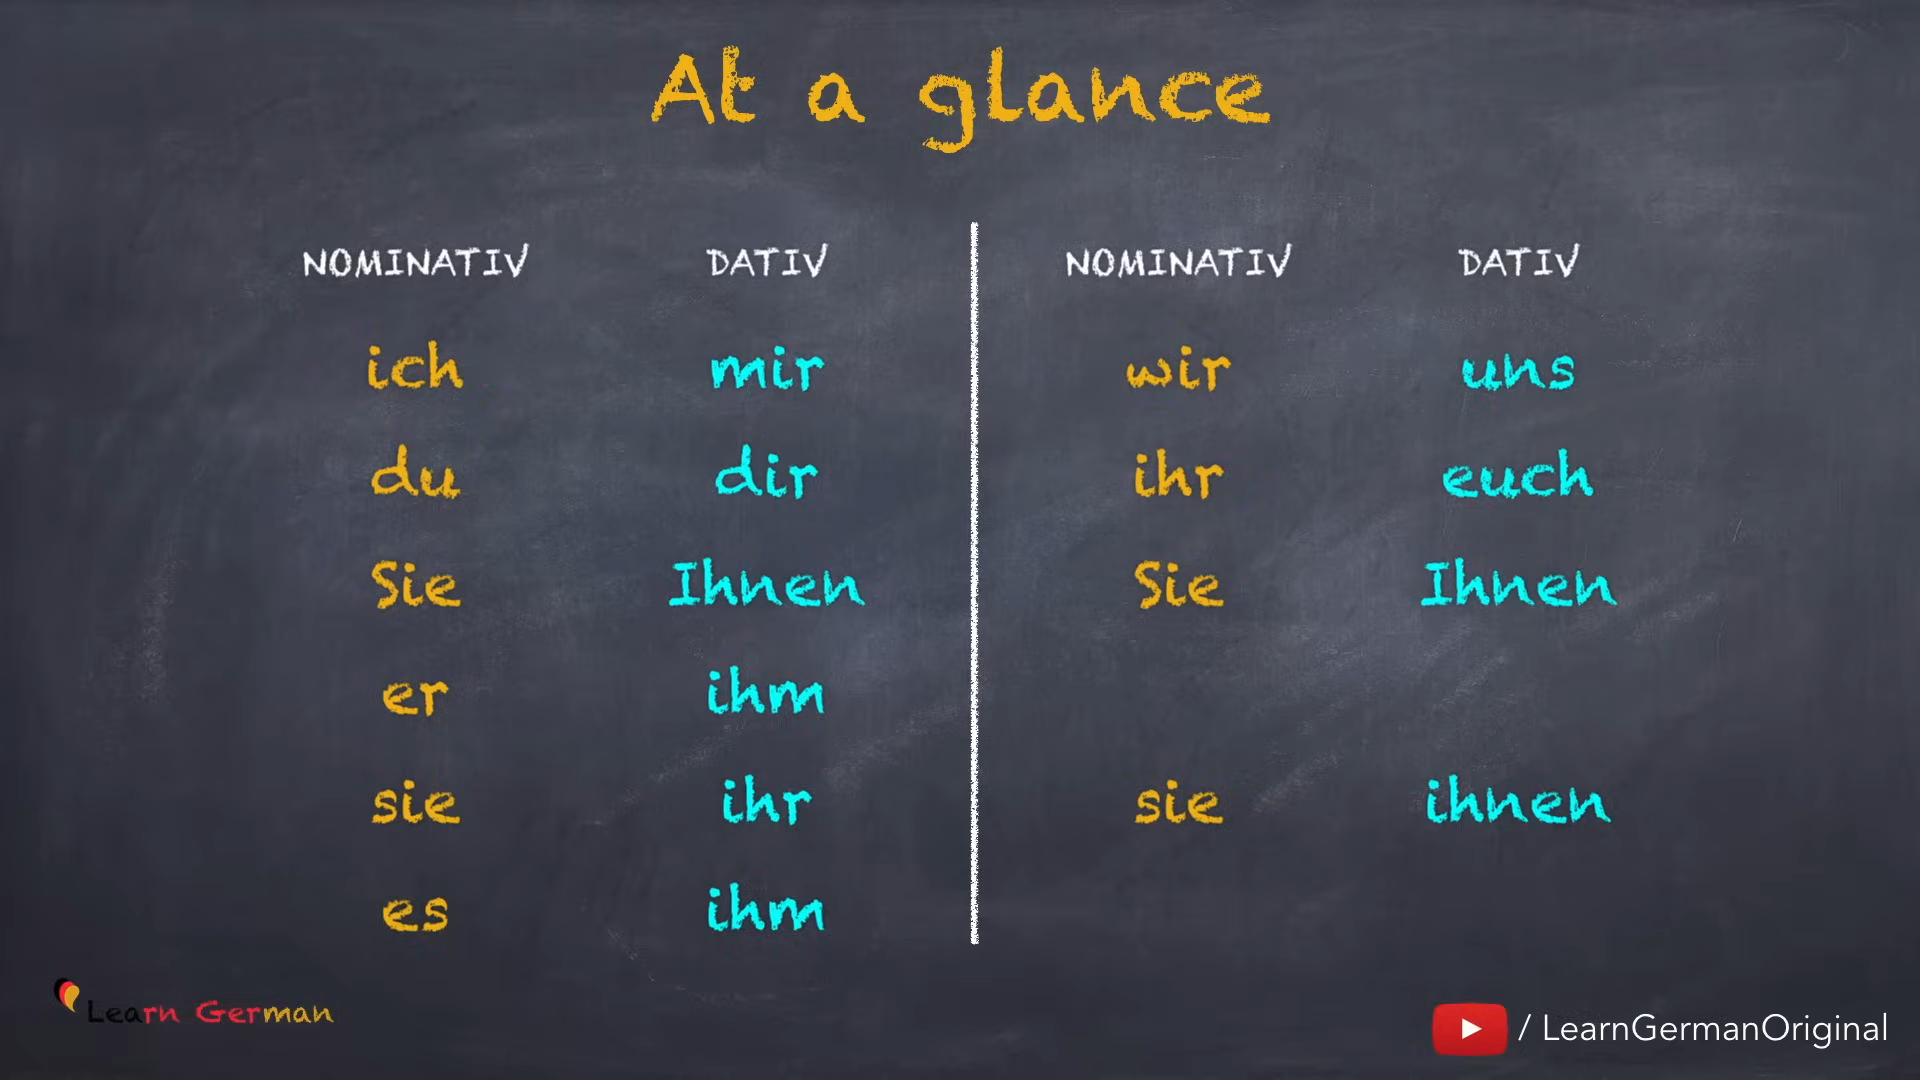 At a glance
NOMINATIV DATIV NOMINATIV DATIV
ich mir wir uns
du dir ihr euch
Sie Ihnen Sie Ihnen
er ihm
sie ihr sie ihnen
es ihm
Learn German
/ LearnGermanOriginal